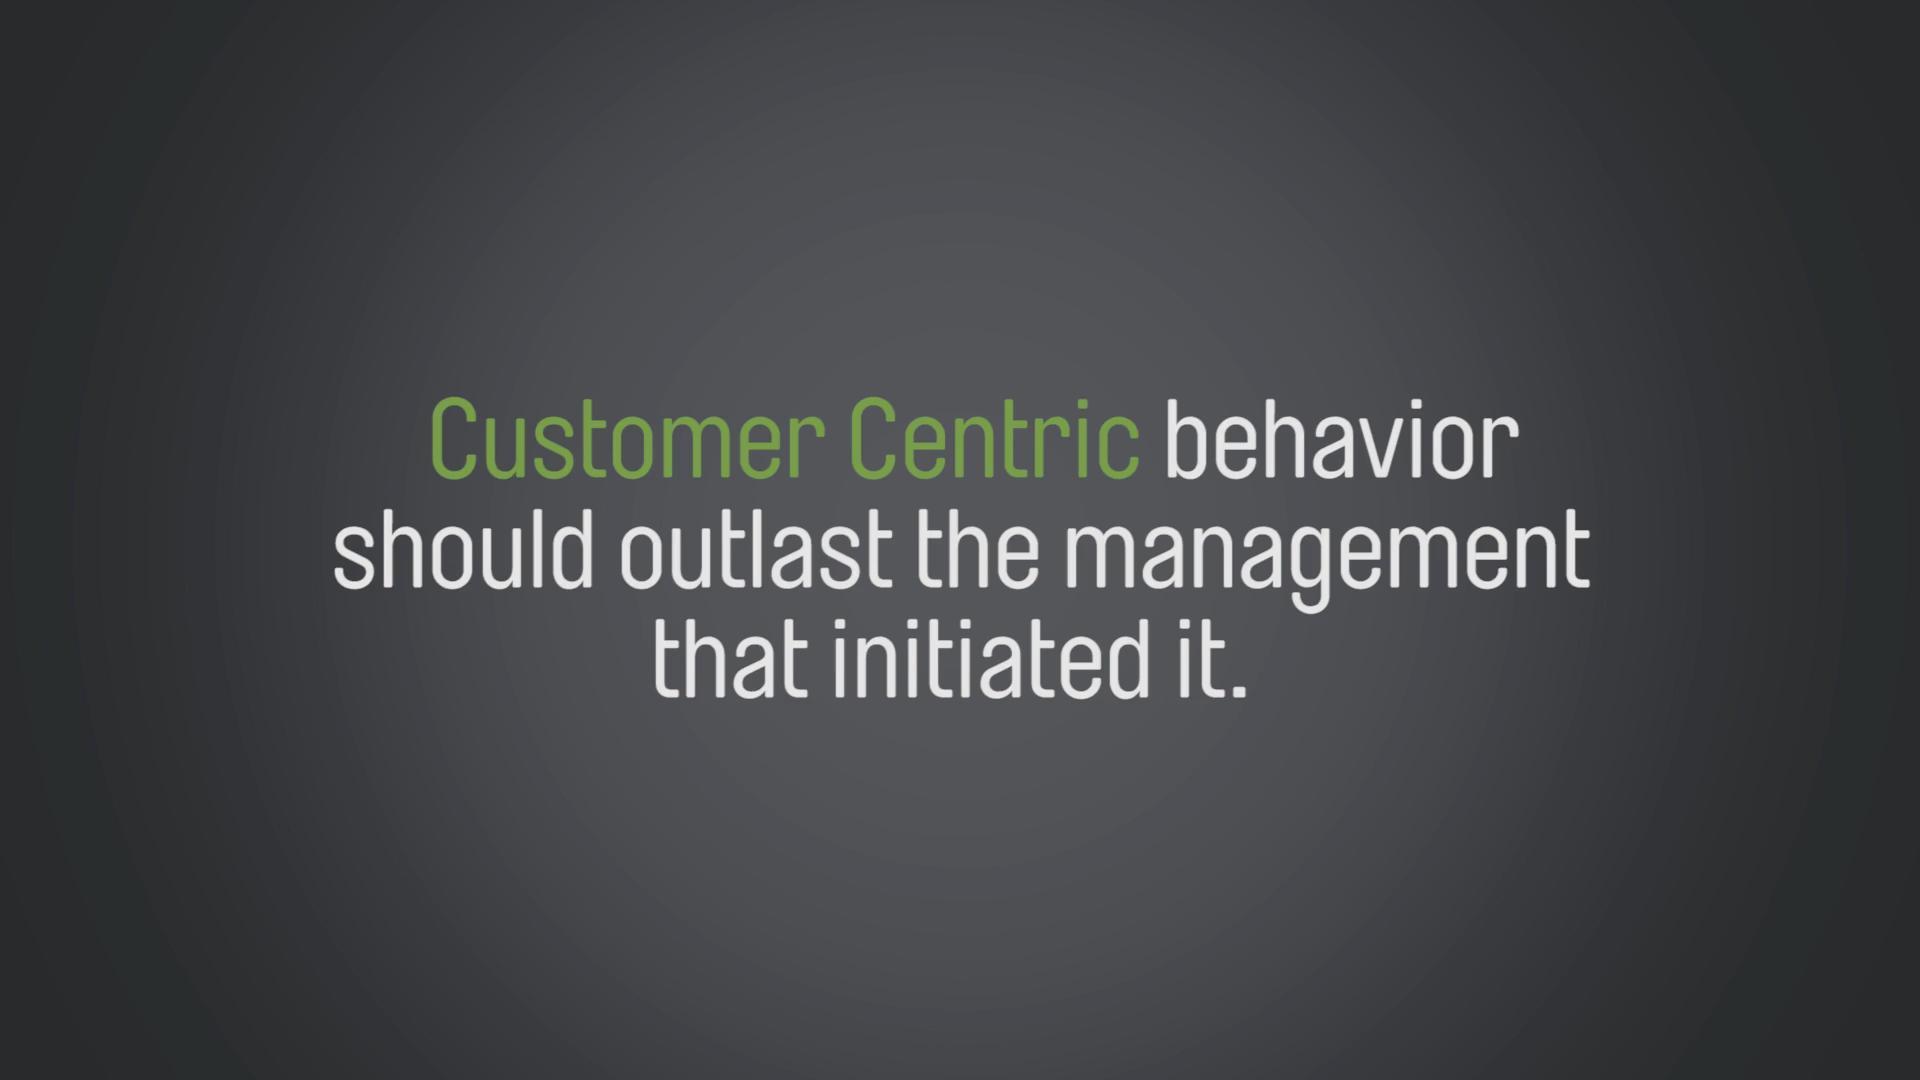 Customer Centric behavior
should outlast the management
that initiated it.